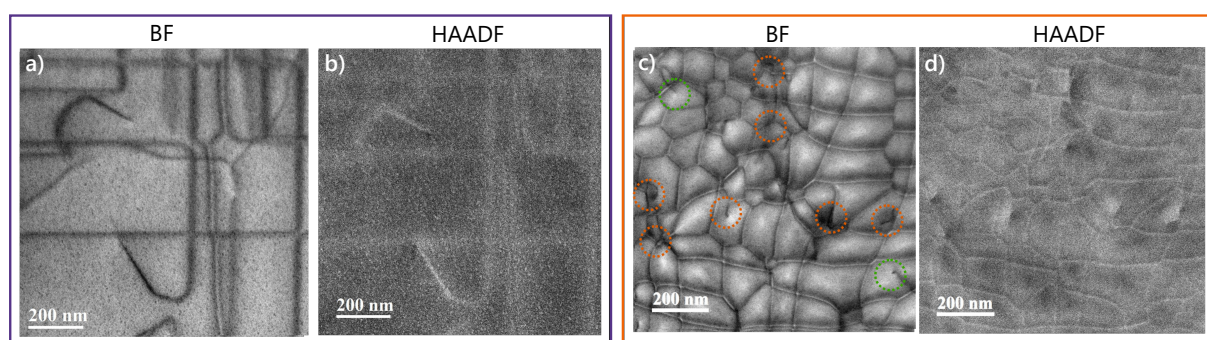 BF
HAADF
a)
b)
200 nm
200 nm
BF
HAADF
c)
d)
200 nm
200 nm